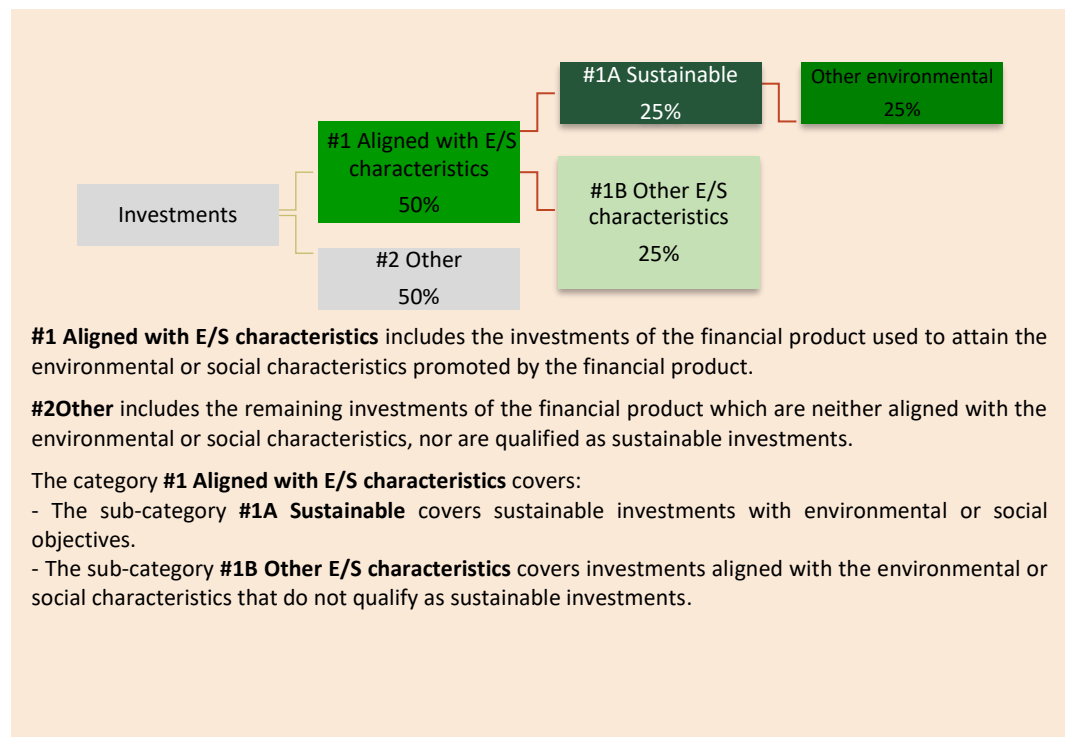 #1A Sustainable
25%
Other environmental
25%
#1 Aligned with E/S
characteristics
50%
#1B Other E/S
characteristics
25%
Investments
#2 Other
50%
#1 Aligned with E/S characteristics includes the investments of the financial product used to attain the
environmental or social characteristics promoted by the financial product.
#2Other includes the remaining investments of the financial product which are neither aligned with the
environmental or social characteristics, nor are qualified as sustainable investments.
The category #1 Aligned with E/S characteristics covers:
- The sub-category #1A Sustainable covers sustainable investments with environmental or social
objectives.
- The sub-category #1B Other E/S characteristics covers investments aligned with the environmental or
social characteristics that do not qualify as sustainable investments.